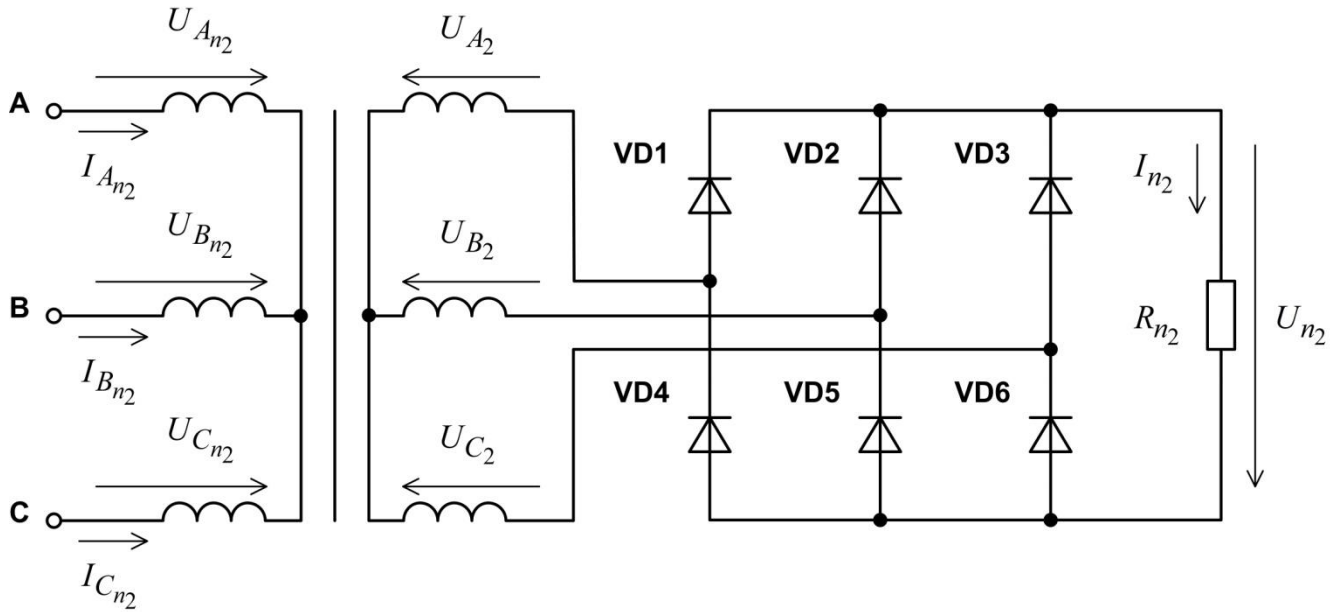 U_{A_{n_2}} U_{A_2}
A
VD1 VD2 VD3
I_{n_2}
I_{A_{n_2}}
U_{B_{n_2}} U_{B_2}
B
R_{n_2} U_{n_2}
I_{B_{n_2}}
VD4 VD5 VD6
U_{C_{n_2}} U_{C_2}
C
I_{C_{n_2}}